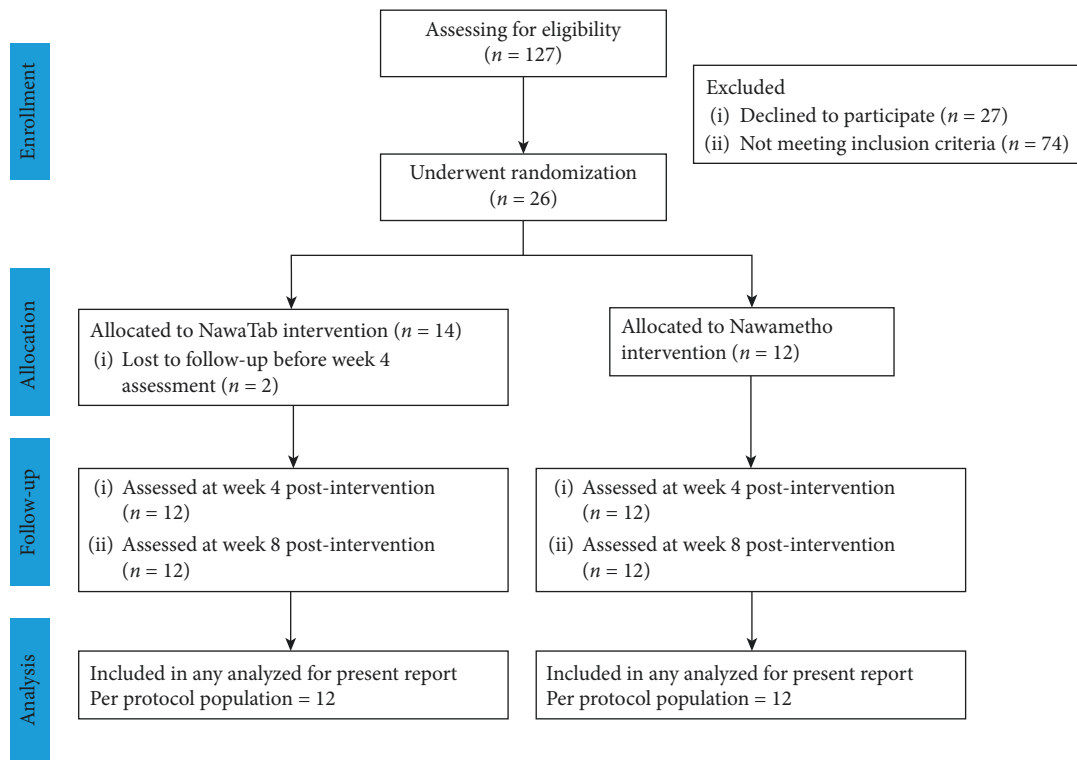 Enrollment
Assessing for eligibility
(n = 127)
Excluded
(i) Declined to participate (n = 27)
(ii) Not meeting inclusion criteria (n = 74)
Underwent randomization
(n = 26)
Allocation
Allocated to NawaTab intervention (n = 14)
(i) Lost to follow-up before week 4
assessment (n = 2)
Allocated to Nawametho
intervention (n = 12)
Follow-up
(i) Assessed at week 4 post-intervention
(n = 12)
(ii) Assessed at week 8 post-intervention
(n = 12)
(i) Assessed at week 4 post-intervention
(n = 12)
(ii) Assessed at week 8 post-intervention
(n = 12)
Analysis
Included in any analyzed for present report
Per protocol population = 12
Included in any analyzed for present report
Per protocol population = 12